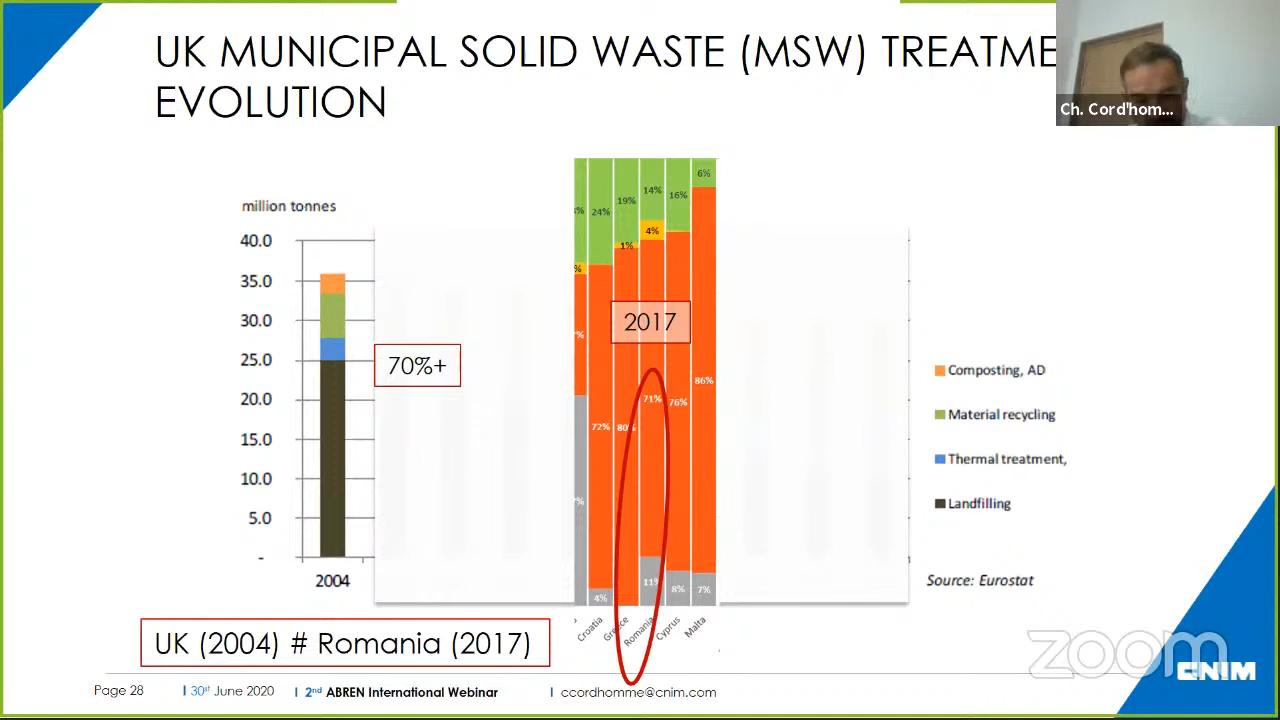 UK MUNICIPAL SOLID WASTE (MSW) TREATME
EVOLUTION
Ch. Cord'hom...
million tonnes
40.0
35.0
30.0
25.0
20.0
15.0
10.0
5.0
-
2004
70%+
24%
19%
14%
16%
6%
1%
4%
2017
72%
80%
71%
76%
86%
4%
11%
8%
7%
Croatia
Greece
Romania
Cyprus
Malta
Composting, AD
Material recycling
Thermal treatment,
Landfilling
Source: Eurostat
UK (2004) # Romania (2017)
zoom
CNIM
Page 28
30st June 2020
2nd ABREN International Webinar
ccordhomme@cnim.com